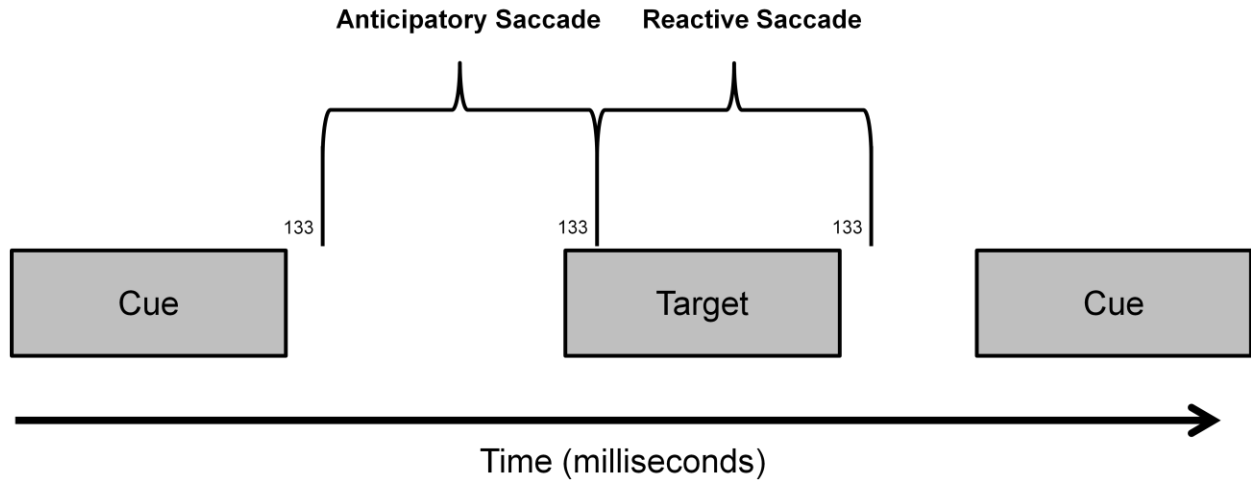 Anticipatory Saccade Reactive Saccade
133 133 133
Cue Target Cue
Time (milliseconds)